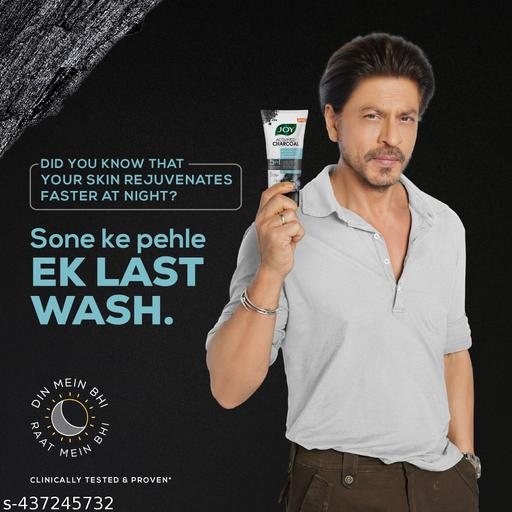 DID YOU KNOW THAT
YOUR SKIN REJUVENATES
FASTER AT NIGHT?
Sone ke pehle
EK LAST
WASH.
JOY
ACTIVATED
CHARCOAL
DIN MEIN BHI
RAAT MEIN BHI
CLINICALLY TESTED & PROVEN*
s-437245732